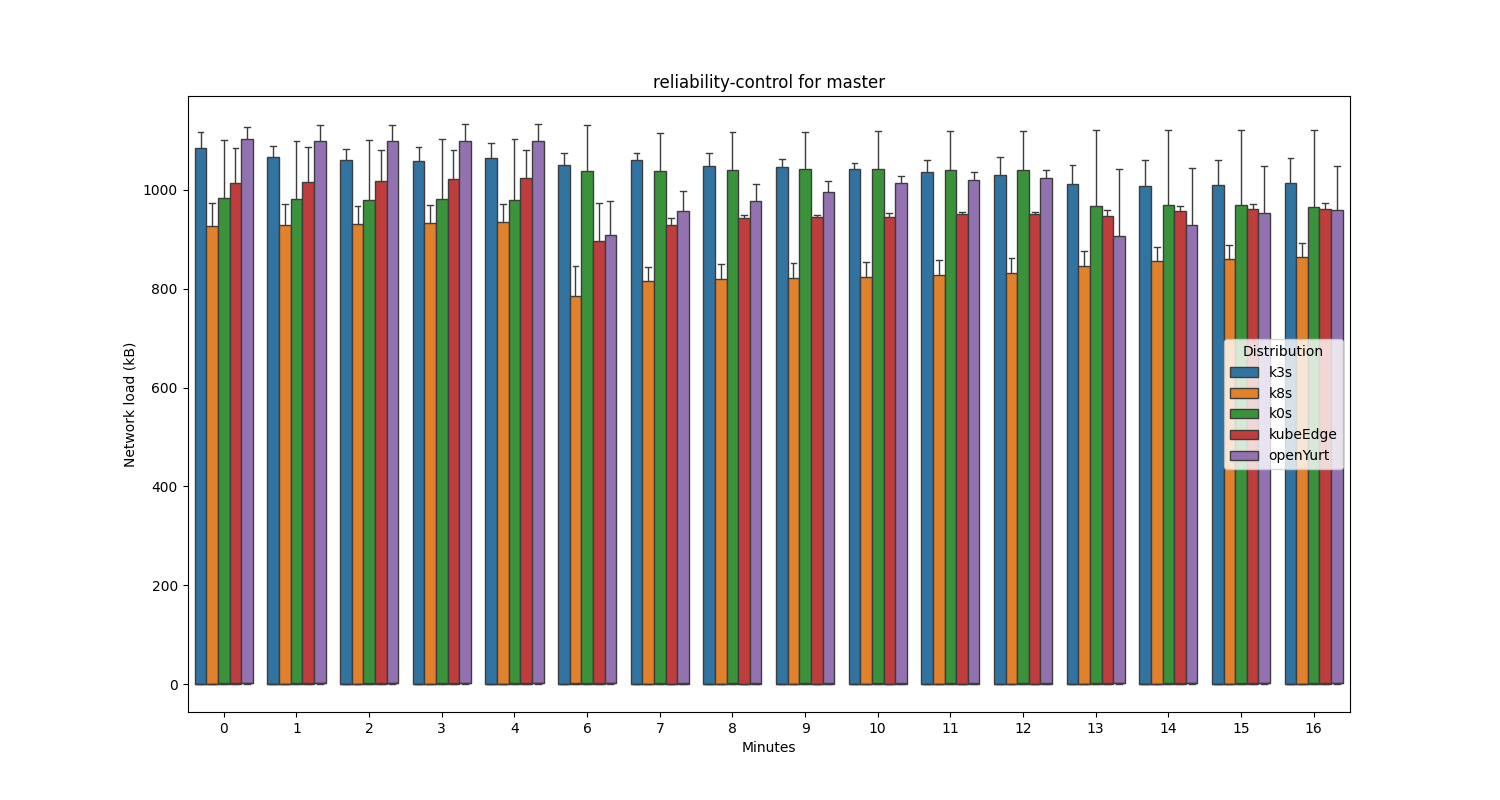 reliability-control for master
Network load (kB)
1000
800
600
400
200
0
Distribution
k3s
k8s
k0s
kubeEdge
openYurt
0 1 2 3 4 6 7 8 9 10 11 12 13 14 15 16
Minutes